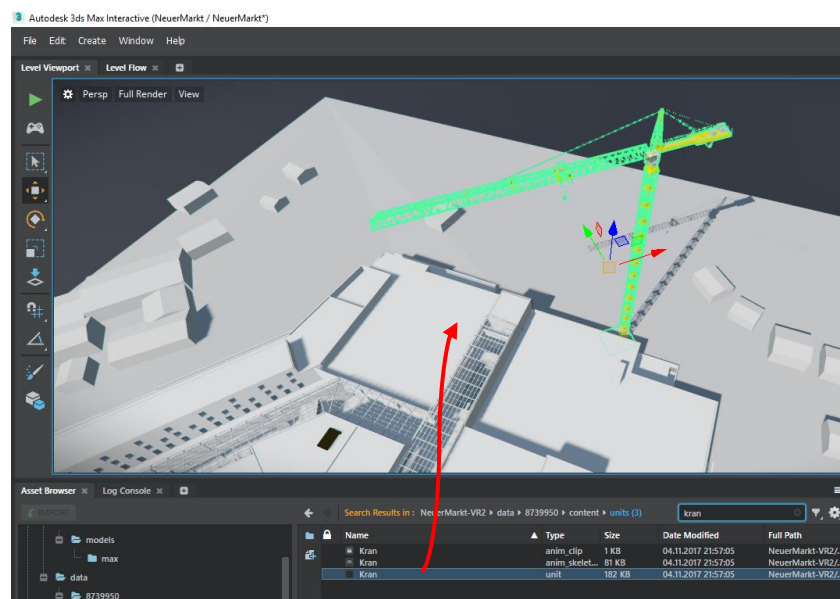 Autodesk 3ds Max Interactive (NeuerMarkt / NeuerMarkt*)
File Edit Create Window Help
Level Viewport Level Flow
Persp Full Render View
Asset Browser Log Console
IMPORT
Search Results in : NeuerMarkt-VR2 data 8739950 content units (3) kran
models
max
data
8739950
Name Type Size Date Modified Full Path
Kran anim_clip 1 KB 04.11.2017 21:57:05 NeuerMarkt-VR2/.
Kran anim_skelet... 81 KB 04.11.2017 21:57:05 NeuerMarkt-VR2/.
Kran unit 182 KB 04.11.2017 21:57:05 NeuerMarkt-VR2/.